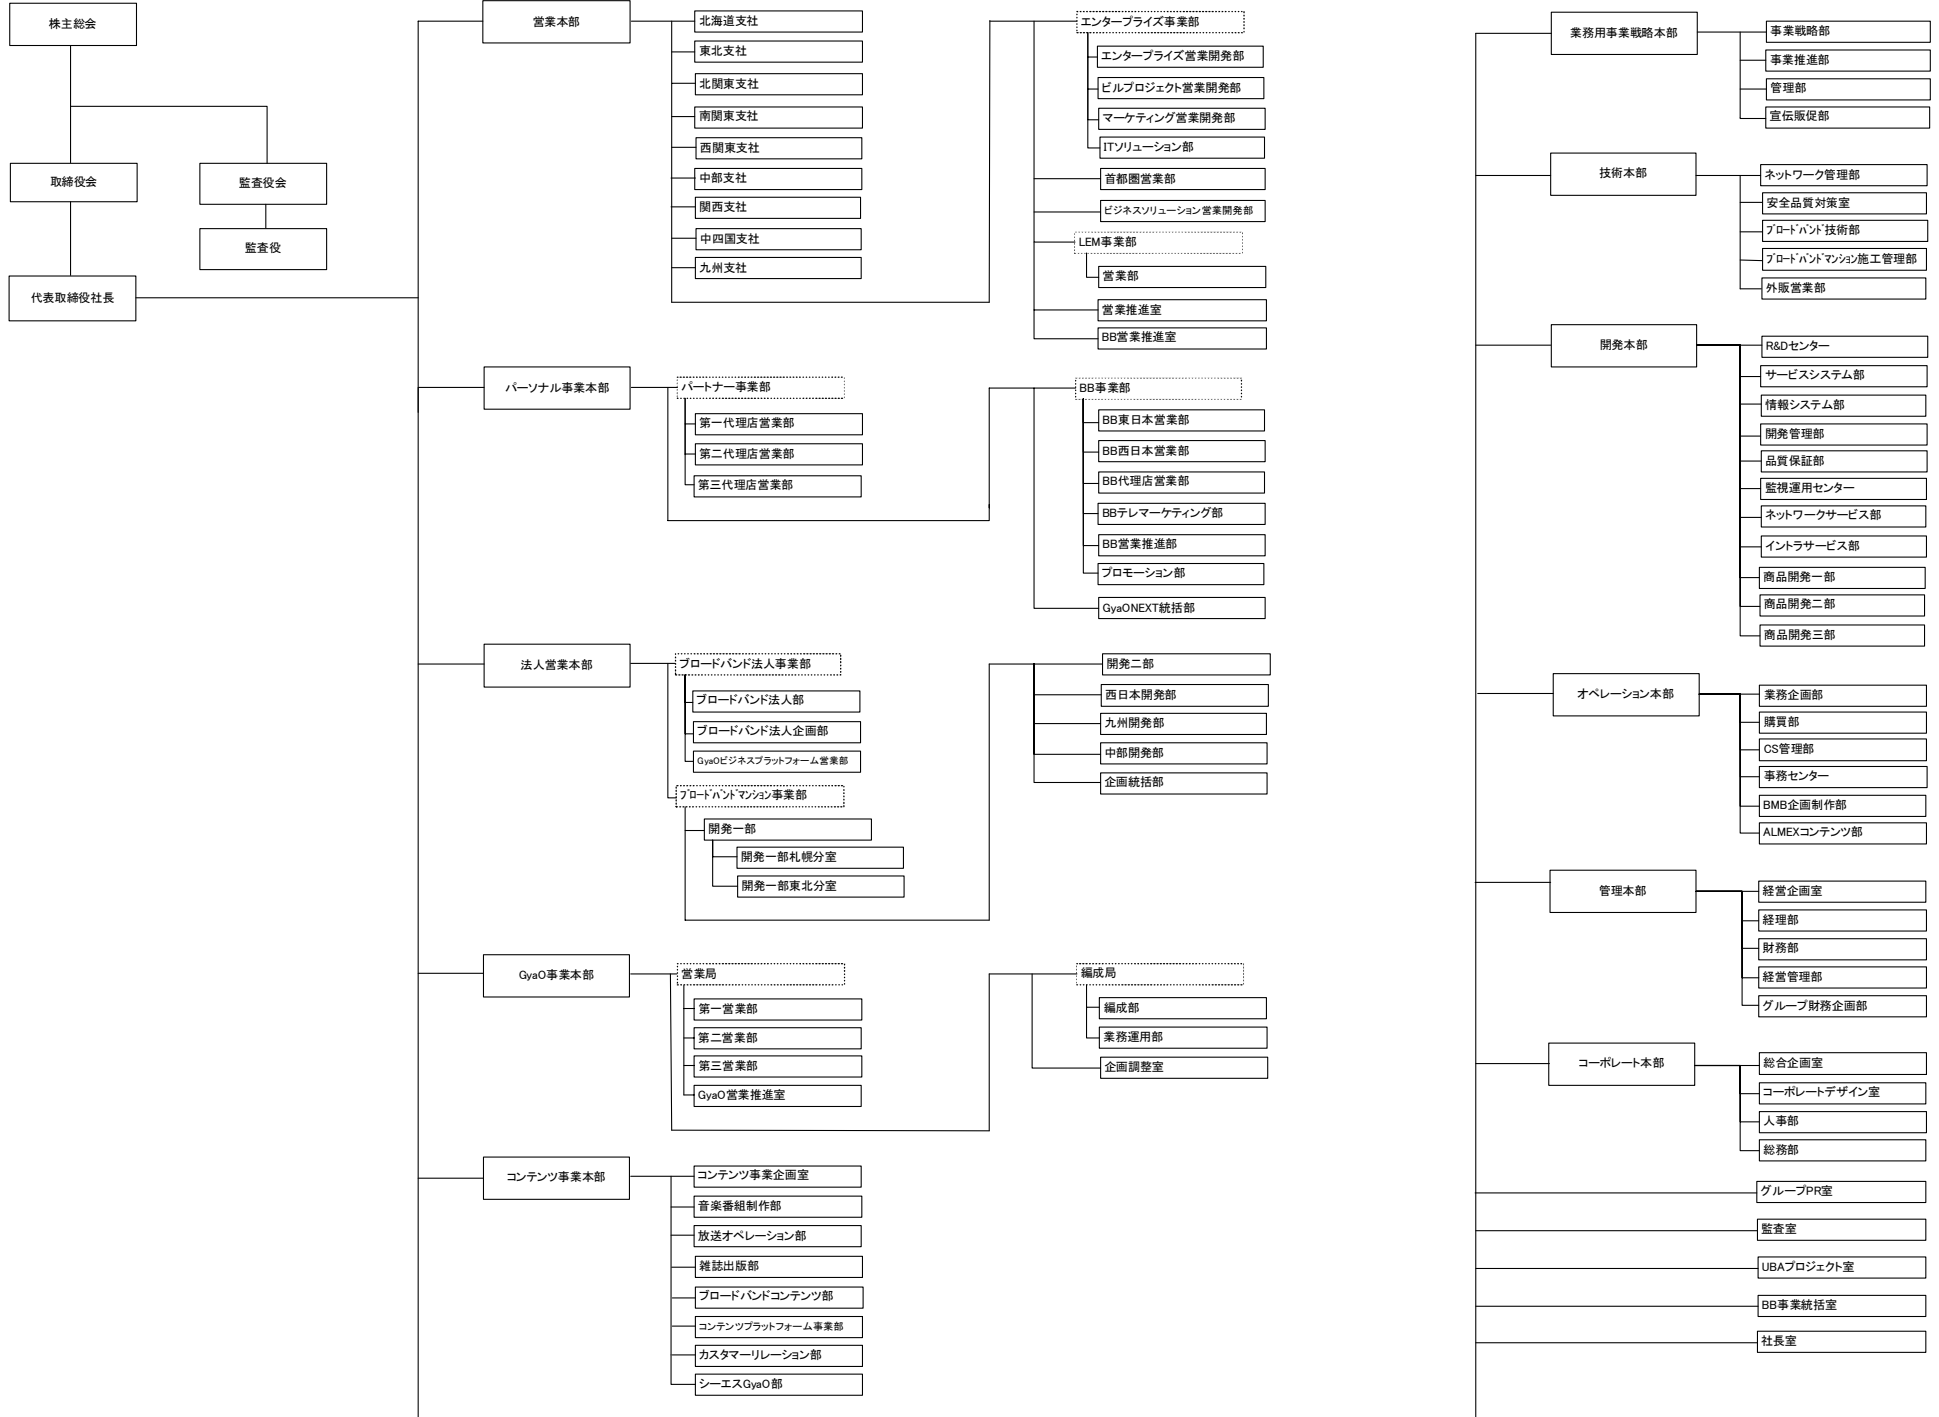 株主総会
取締役会
監査役会
監査役
代表取締役社長
営業本部
北海道支社
東北支社
北関東支社
南関東支社
西関東支社
中部支社
関西支社
中四国支社
九州支社
エンタープライズ事業部
エンタープライズ営業開発部
ビルプロジェクト営業開発部
マーケティング営業開発部
ITソリューション部
首都圏営業部
ビジネスソリューション営業開発部
LEM事業部
営業部
営業推進室
BB営業推進室
パーソナル事業本部
パートナー事業部
第一代理店営業部
第二代理店営業部
第三代理店営業部
BB事業部
BB東日本営業部
BB西日本営業部
BB代理店営業部
BBテレマーケティング部
BB営業推進部
プロモーション部
GyaONEXT統括部
法人営業本部
ブロードバンド法人事業部
ブロードバンド法人部
ブロードバンド法人企画部
GyaOビジネスプラットフォーム営業部
ブロードバンドマンション事業部
開発一部
開発一部札幌分室
開発一部東北分室
開発二部
西日本開発部
九州開発部
中部開発部
企画統括部
GyaO事業本部
営業局
第一営業部
第二営業部
第三営業部
GyaO営業推進室
編成局
編成部
業務運用部
企画調整室
コンテンツ事業本部
コンテンツ事業企画室
音楽番組制作部
放送オペレーション部
雑誌出版部
ブロードバンドコンテンツ部
コンテンツプラットフォーム事業部
カスタマーリレーション部
シーエスGyaO部
業務用事業戦略本部
事業戦略部
事業推進部
管理部
宣伝販促部
技術本部
ネットワーク管理部
安全品質対策室
ブロードバンド技術部
ブロードバンドマンション施工管理部
外販営業部
開発本部
R&Dセンター
サービスシステム部
情報システム部
開発管理部
品質保証部
監視運用センター
ネットワークサービス部
イントラサービス部
商品開発一部
商品開発二部
商品開発三部
オペレーション本部
業務企画部
購買部
CS管理部
事務センター
BMB企画制作部
ALMEXコンテンツ部
管理本部
経営企画室
経理部
財務部
経営管理部
グループ財務企画部
コーポレート本部
総合企画室
コーポレートデザイン室
人事部
総務部
グループPR室
監査室
UBAプロジェクト室
BB事業統括室
社長室